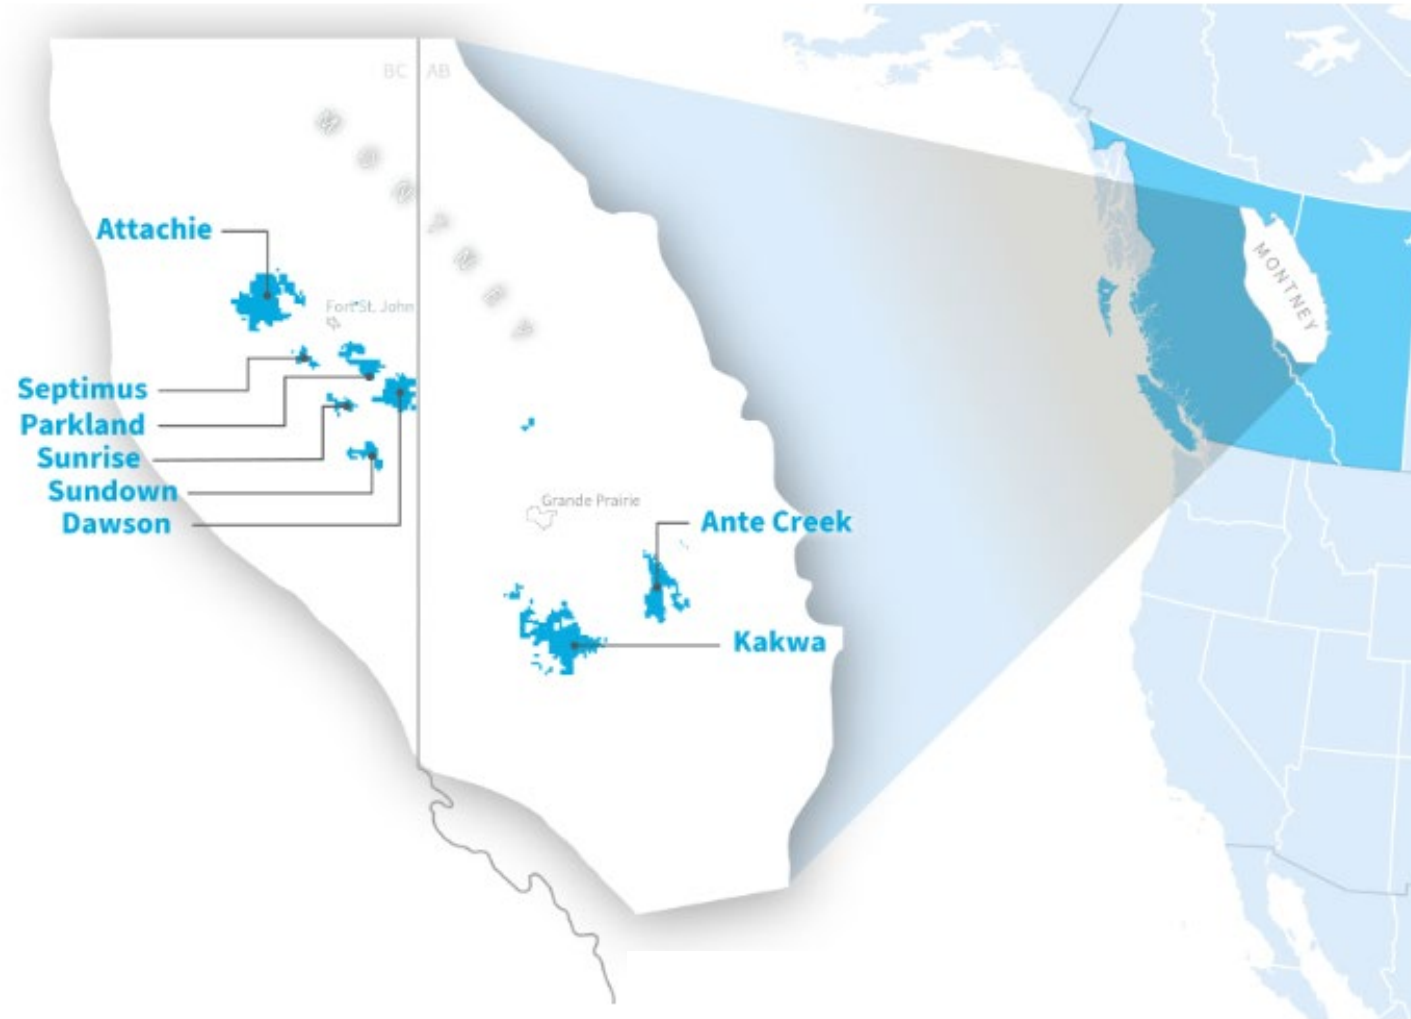 BC AB
MONTNEY
Attachie
Fort St. John
Septimus
Parkland
Sunrise
Sundown
Dawson
Grande Prairie
Ante Creek
Kakwa
MONTNEY